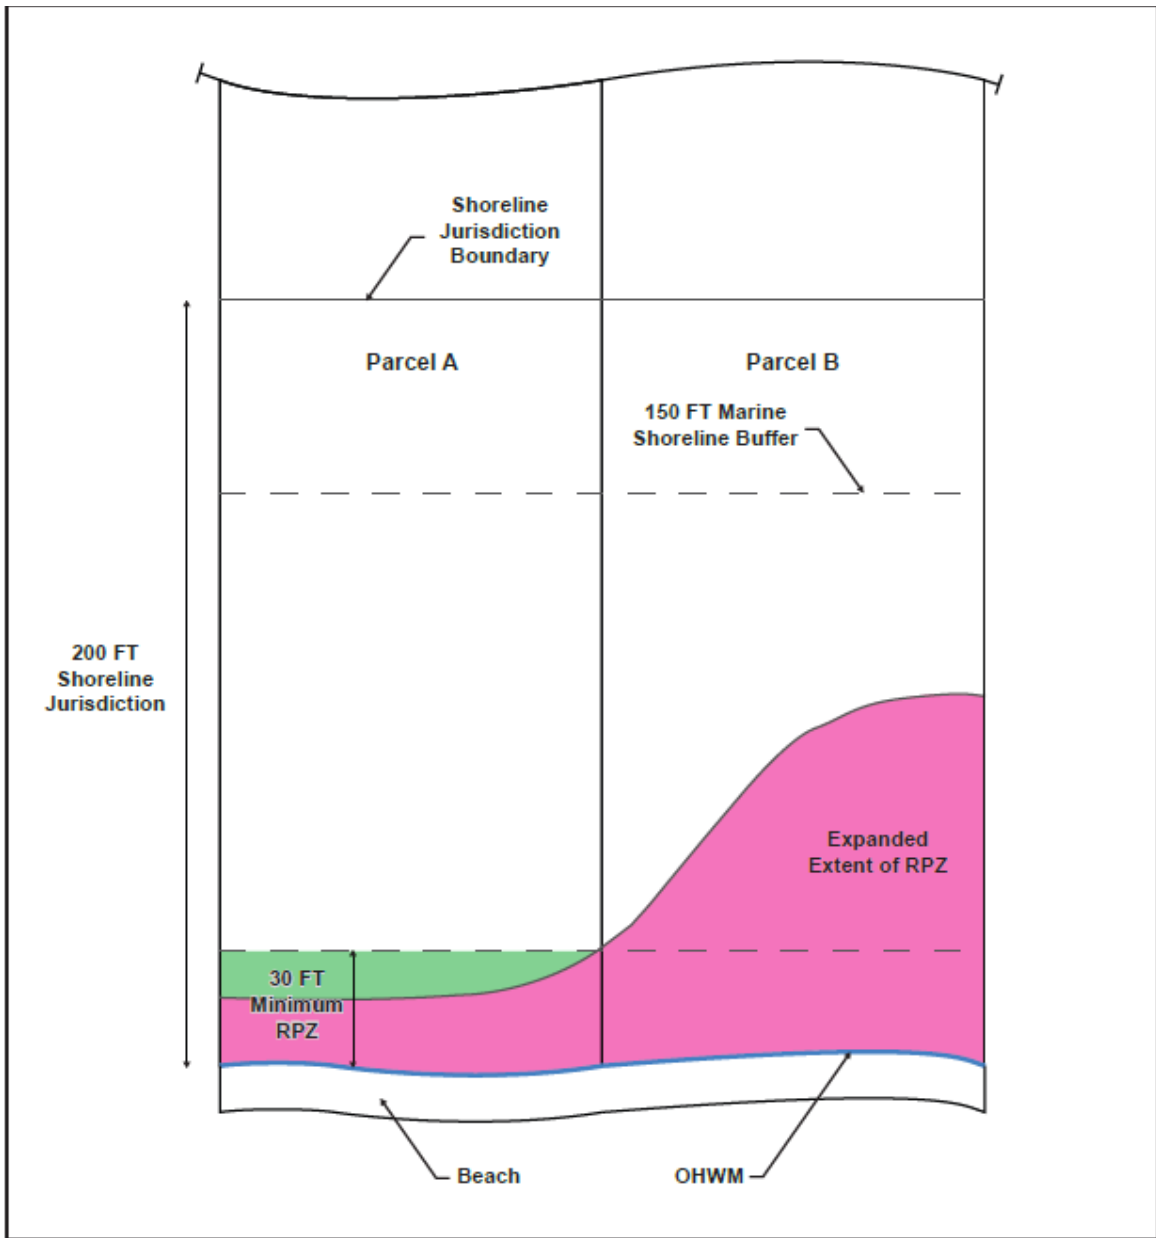 Shoreline
Jurisdiction
Boundary
Parcel A
Parcel B
150 FT Marine
Shoreline Buffer
200 FT
Shoreline
Jurisdiction
Expanded
Extent of RPZ
30 FT
Minimum
RPZ
Beach
OHWM